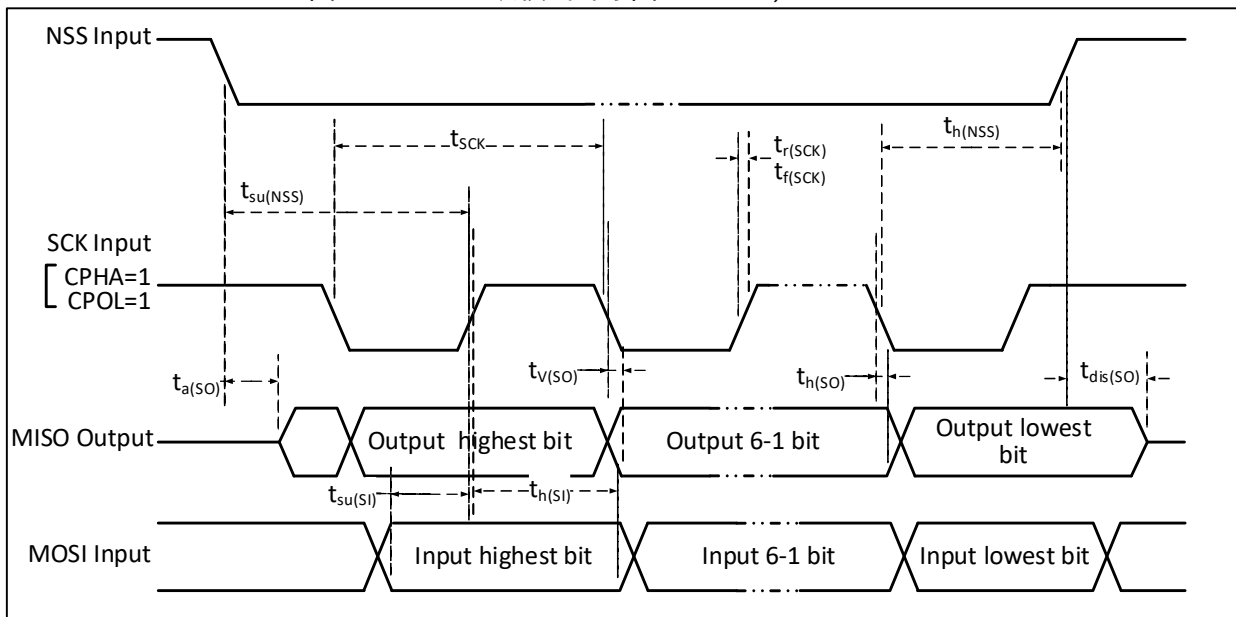 NSS Input
tSCK
tr(SCK)
tf(SCK)
th(NSS)
tsu(NSS)
SCK Input
CPHA=1
CPOL=1
ta(SO)
tV(SO)
th(SO)
tdis(SO)
MISO Output
Output highest bit
Output 6-1 bit
Output lowest
bit
tsu(SI)
th(SI)
MOSI Input
Input highest bit
Input 6-1 bit
Input lowest bit